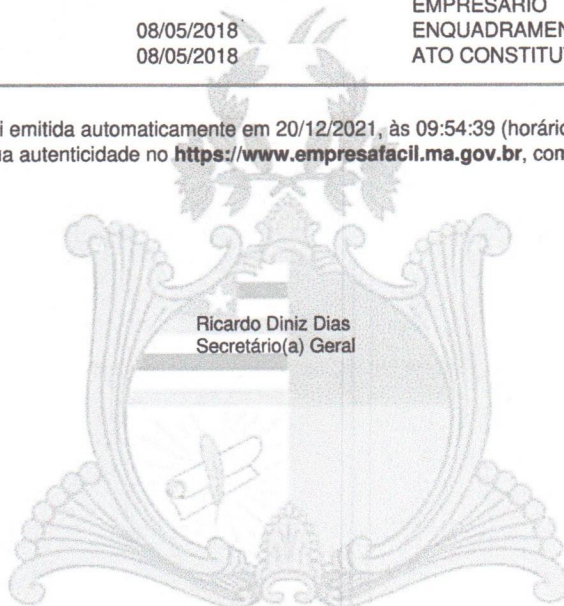 EMPRESÁRIO
08/05/2018 ENQUADRAMEN
08/05/2018 ATO CONSTITU
i emitida automaticamente em 20/12/2021, às 09:54:39 (horário
a autenticidade no https://www.empresafacil.ma.gov.br, com
Ricardo Diniz Dias
Secretário(a) Geral